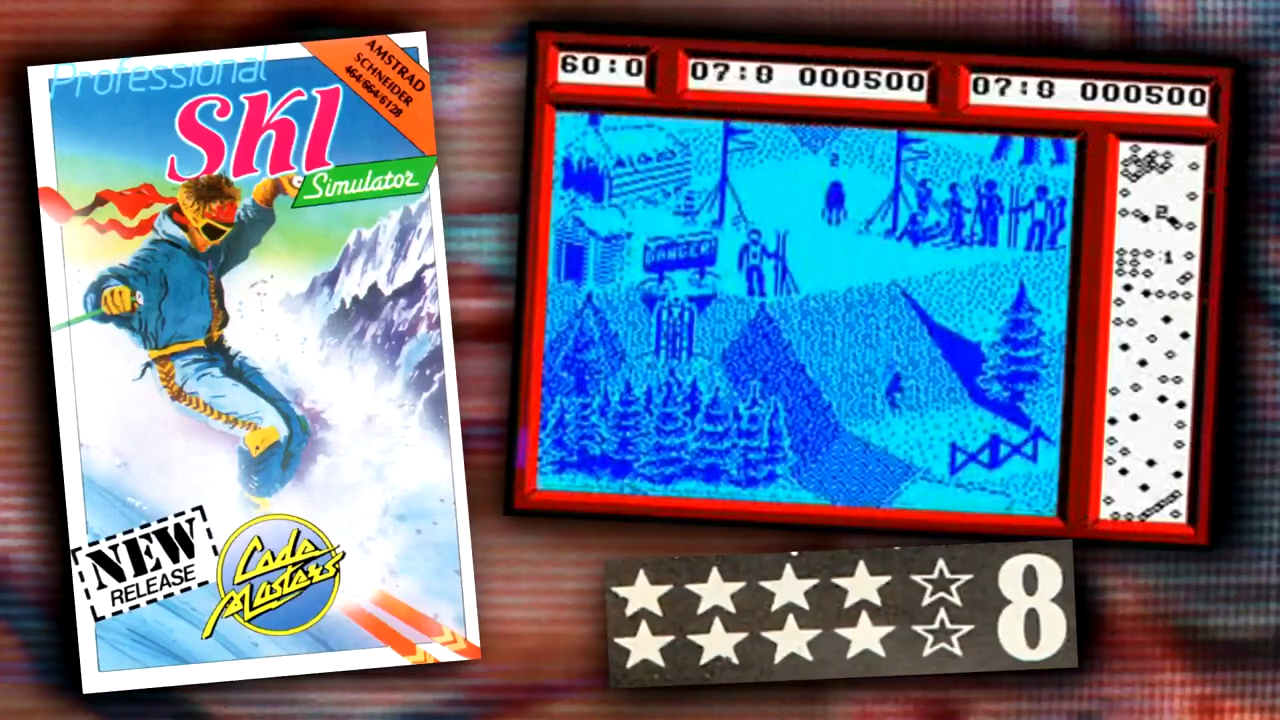 Professional
SKI
Simulator
AMSTRAD
SCHNEIDER
464/664/6128
NEW
RELEASE
Code
Masters
60:0
07:8 000500
07:8 000500
DANGER
2
2
1
8